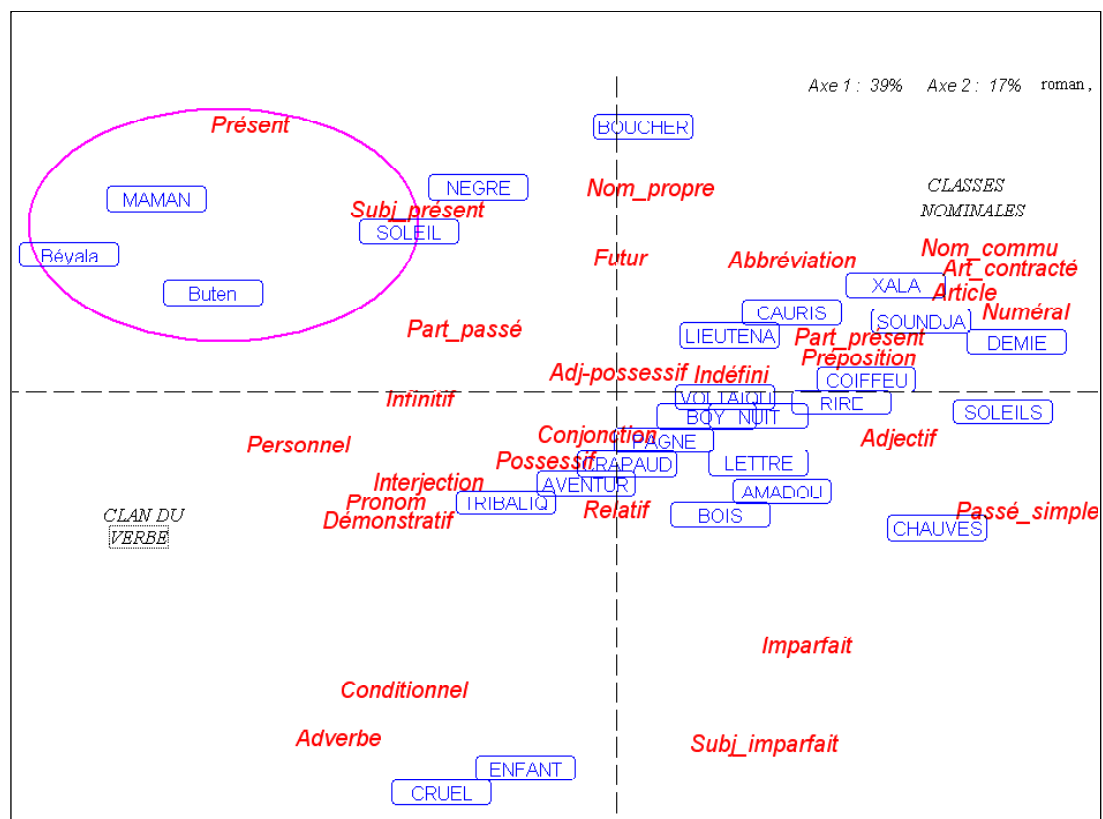 Axe 1 : 39% Axe 2 : 17% roman ,
Présent
BOUCHER
MAMAN
NEGRE
Nom_propre
CLASSES
NOMINALES
Subj_présent
SOLEIL
Béyala
Futur
Abbréviation
Nom_commu
Art_contracté
XALA
Article
Buten
CAURIS
Numéral
SOUNDJA
Part_passé
LIEUTENA
Part_présent
DEMIE
Préposition
Adj-possessif
Indéfini
COIFFEU
Infinitif
VOLTAIQU
RIRE
BOY
NUIT
SOLEILS
Personnel
Conjonction
PAGNE
Adjectif
Possessif
CRAPAUD
LETTRE
Interjection
AVENTUR
AMADOU
Pronom
TRIBALIQ
Relatif
BOIS
Passé_simple
Démonstratif
CLAN DU
VERBE
CHAUVES
Imparfait
Conditionnel
Adverbe
Subj_imparfait
ENFANT
CRUEL